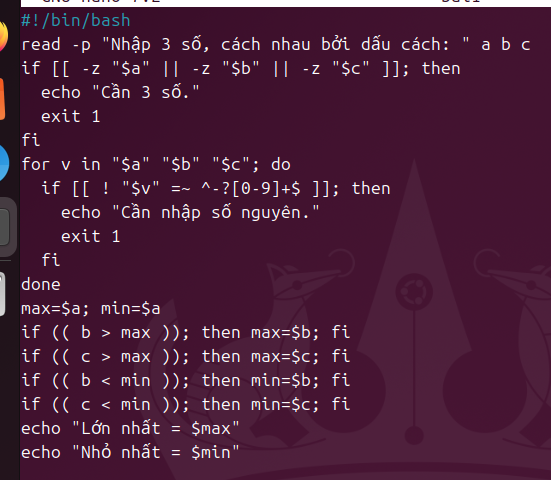 #!/bin/bash
read -p "Nhập 3 số, cách nhau bởi dấu cách: " a b c
if [[ -z "$a" || -z "$b" || -z "$c" ]]; then
  echo "Cần 3 số."
  exit 1
fi
for v in "$a" "$b" "$c"; do
  if [[ ! "$v" =~ ^-?[0-9]+$ ]]; then
    echo "Cần nhập số nguyên."
    exit 1
  fi
done
max=$a; min=$a
if (( b > max )); then max=$b; fi
if (( c > max )); then max=$c; fi
if (( b < min )); then min=$b; fi
if (( c < min )); then min=$c; fi
echo "Lớn nhất = $max"
echo "Nhỏ nhất = $min"